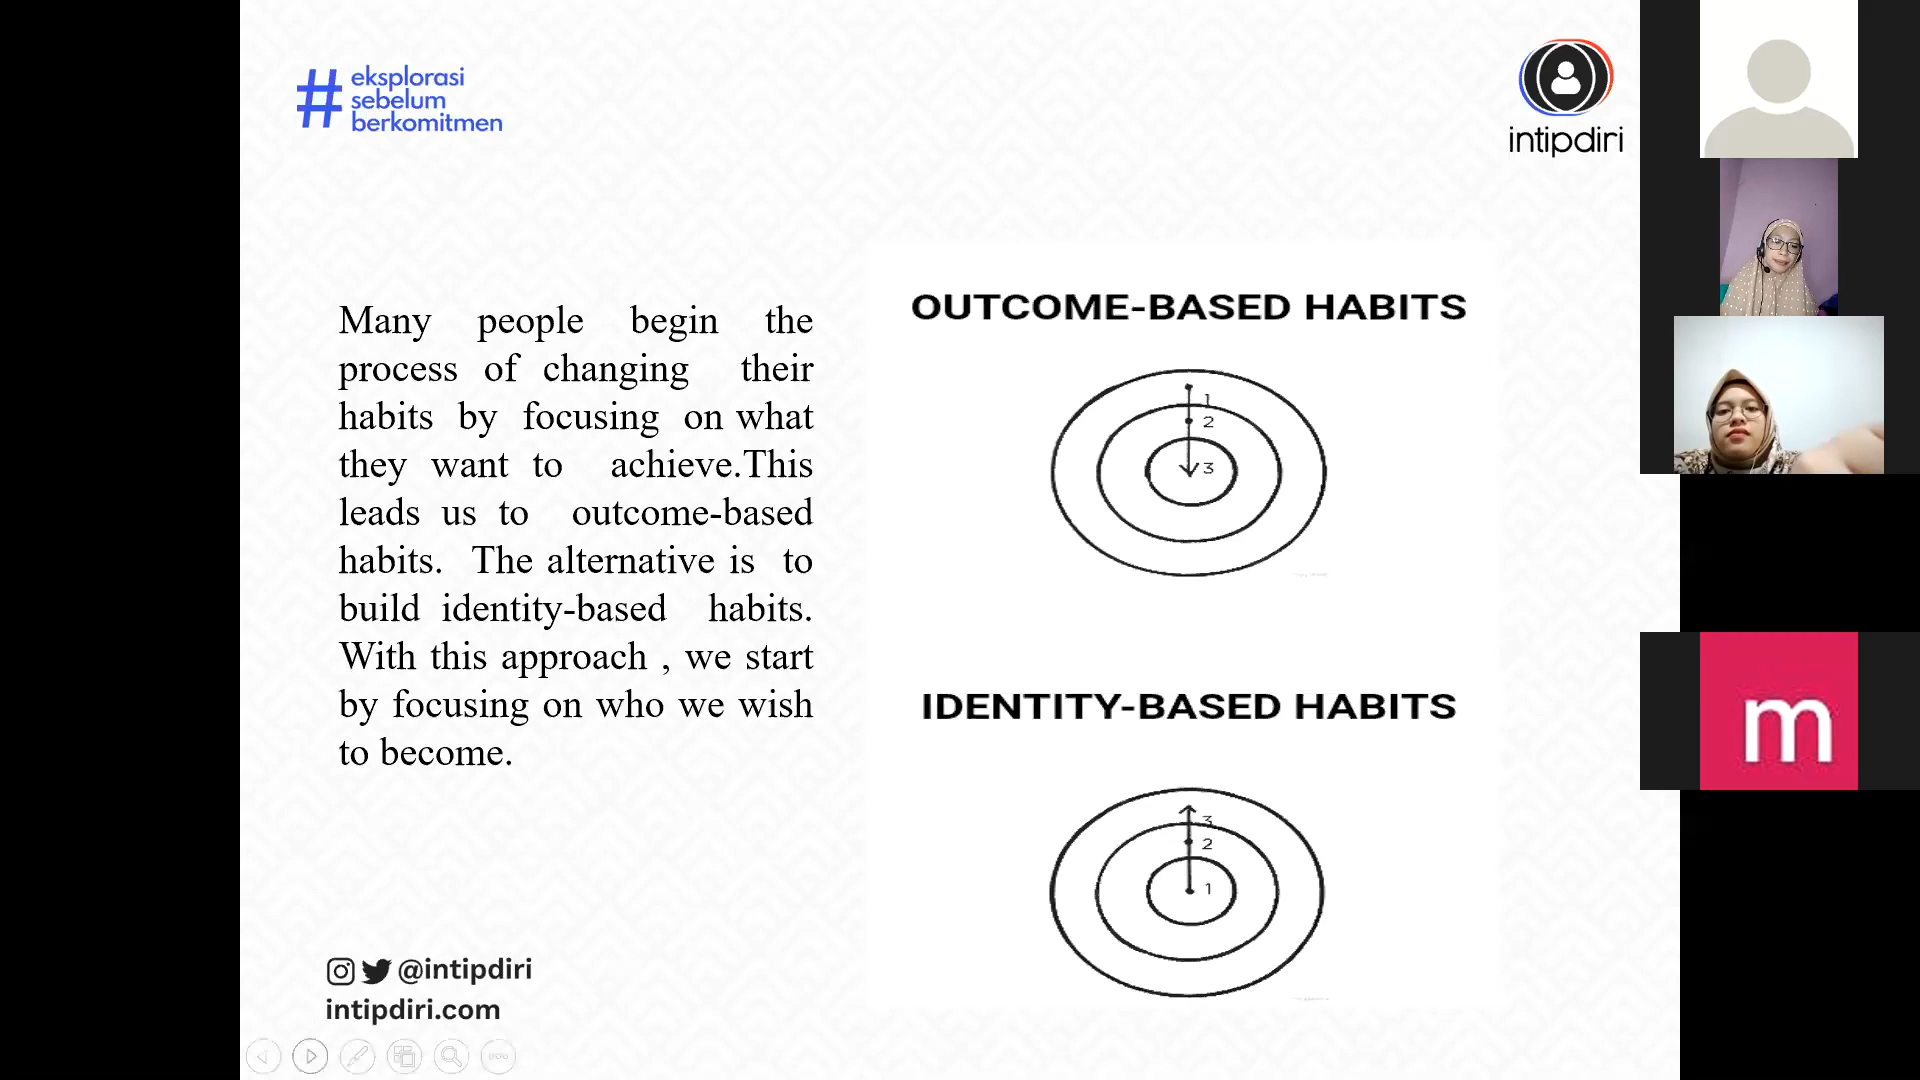 # eksplorasi
sebelum
berkomitmen
intipdiri
Many people begin the
process of changing their
habits by focusing on what
they want to achieve.This
leads us to outcome-based
habits. The alternative is to
build identity-based habits.
With this approach , we start
by focusing on who we wish
to become.
OUTCOME-BASED HABITS
1
2
3
IDENTITY-BASED HABITS
3
2
1
@intipdiri
intipdiri.com
m